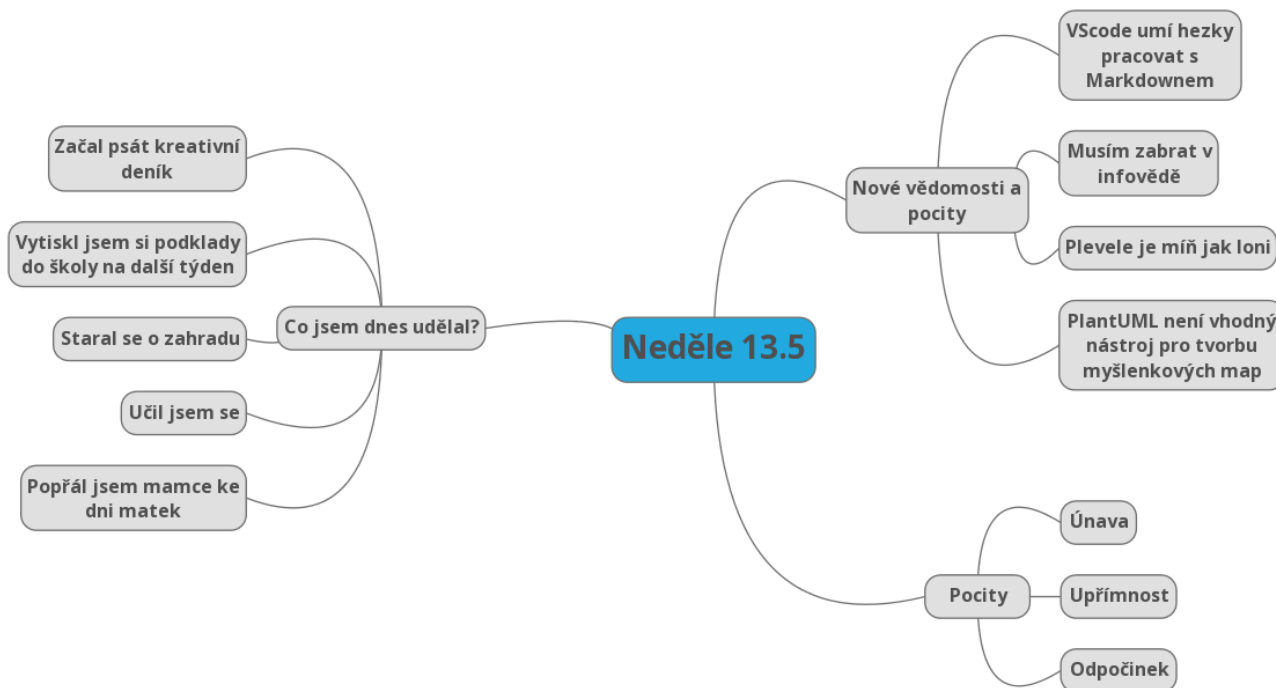 Neděle 13.5
Co jsem dnes udělal?
Začal psát kreativní
deník
Vytiskl jsem si podklady
do školy na další týden
Staral se o zahradu
Učil jsem se
Popřál jsem mamce ke
dni matek
Nové vědomosti a
pocity
VScode umí hezky
pracovat s
Markdownem
Musím zabrat v
infovědě
Plevele je míň jak loni
PlantUML není vhodný
nástroj pro tvorbu
myšlenkových map
Pocity
Únava
Upřímnost
Odpočinek